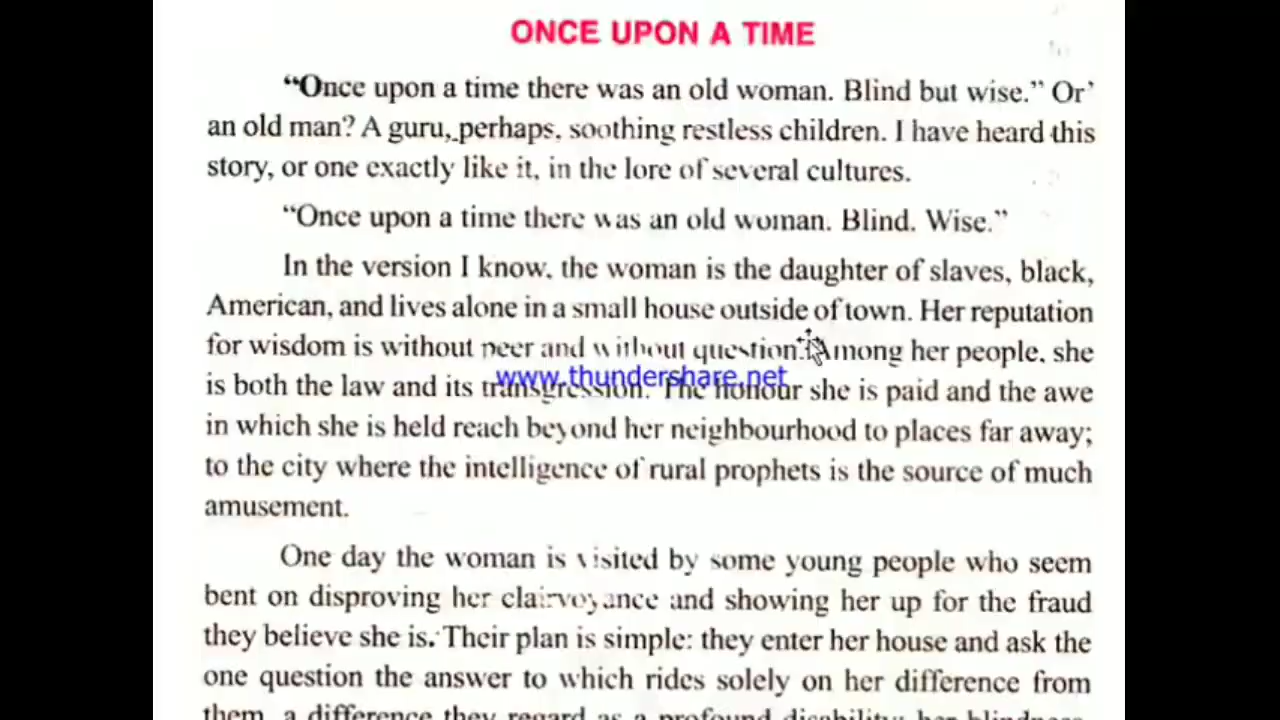 ONCE UPON A TIME
“Once upon a time there was an old woman. Blind but wise.” Or
an old man? A guru, perhaps, soothing restless children. I have heard this
story, or one exactly like it, in the lore of several cultures.
“Once upon a time there was an old woman. Blind. Wise.”
In the version I know, the woman is the daughter of slaves, black,
American, and lives alone in a small house outside of town. Her reputation
for wisdom is without peer and without question. Among her people, she
www.thundershare.net
is both the law and its transgression. The honour she is paid and the awe
in which she is held reach beyond her neighbourhood to places far away;
to the city where the intelligence of rural prophets is the source of much
amusement.
One day the woman is visited by some young people who seem
bent on disproving her clairvoyance and showing her up for the fraud
they believe she is. Their plan is simple: they enter her house and ask the
one question the answer to which rides solely on her difference from
them, a difference they regard as a profound disability: her blindness.